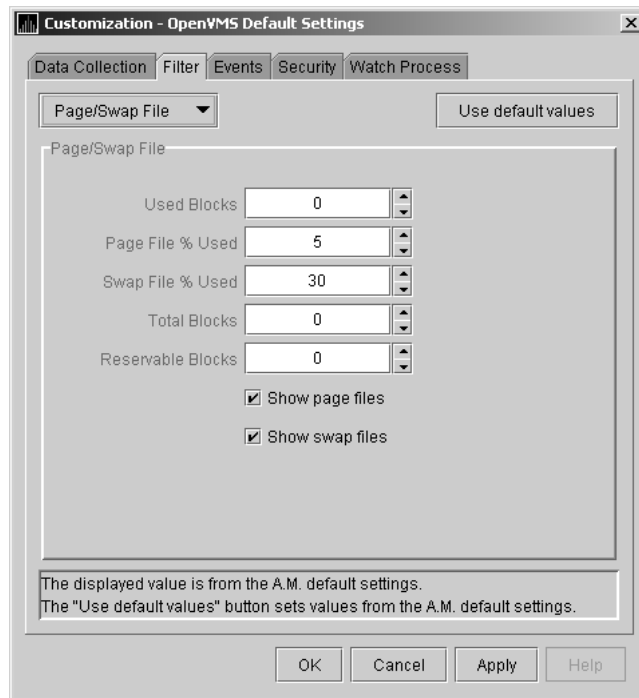 Customization - OpenVMS Default Settings
Data Collection Filter Events Security Watch Process
Page/Swap File Use default values
Page/Swap File
Used Blocks 0
Page File % Used 5
Swap File % Used 30
Total Blocks 0
Reservable Blocks 0
Show page files
Show swap files
The displayed value is from the A.M. default settings.
The "Use default values" button sets values from the A.M. default settings.
OK Cancel Apply Help